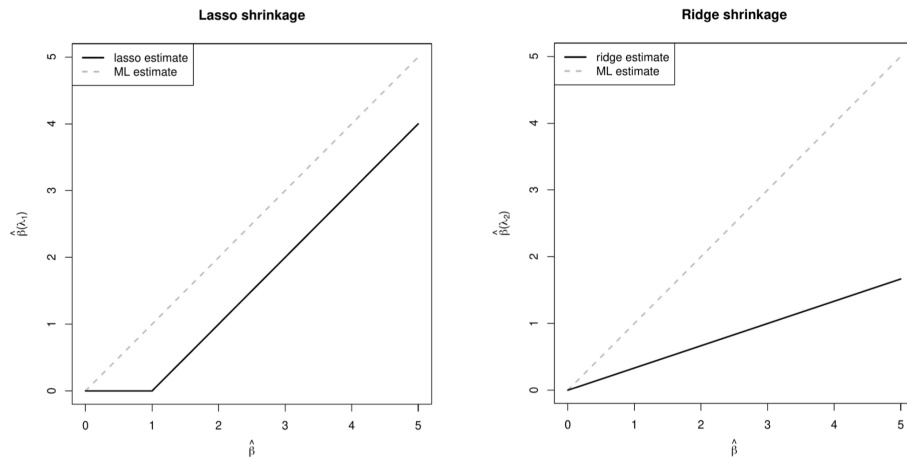 Lasso shrinkage
lasso estimate
ML estimate
5
4
3
2
1
0
β̂(λ₁)
0 1 2 3 4 5
β̂
Ridge shrinkage
ridge estimate
ML estimate
5
4
3
2
1
0
β̂(λ₂)
0 1 2 3 4 5
β̂